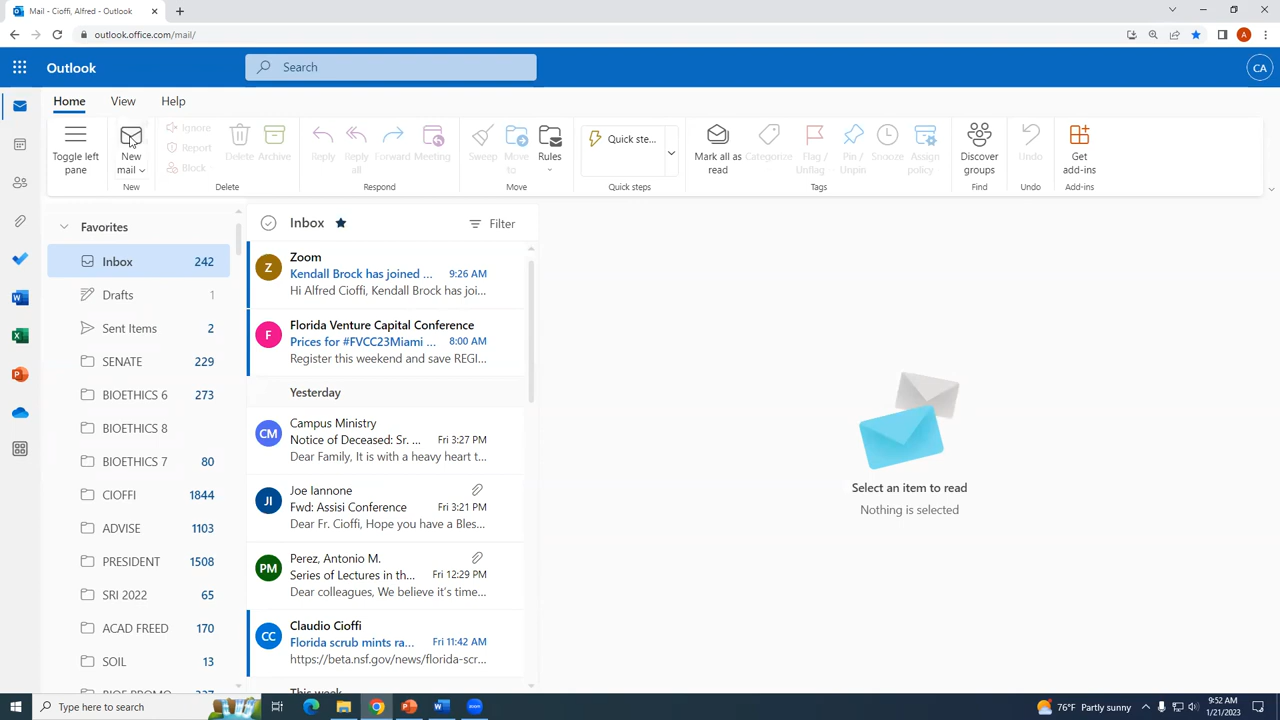 Mail - Cioffi, Alfred - Outlook
outlook.office.com/mail/
A
Outlook
Search
CA
Home
View
Help
Toggle left pane
New mail
New
Ignore
Report
Block
Delete
Archive
Delete
Reply
Reply all
Forward
Meeting
Respond
Sweep
Move to
Rules
Move
Quick ste...
Quick steps
Mark all as read
Categorize
Flag / Unflag
Pin / Unpin
Snooze
Assign policy
Tags
Discover groups
Find
Undo
Undo
Get add-ins
Add-ins
Favorites
Inbox 242
Drafts 1
Sent Items 2
SENATE 229
BIOETHICS 6 273
BIOETHICS 8
BIOETHICS 7 80
CIOFFI 1844
ADVISE 1103
PRESIDENT 1508
SRI 2022 65
ACAD FREED 170
SOIL 13
Inbox
Filter
Z
Zoom
Kendall Brock has joined ... 9:26 AM
Hi Alfred Cioffi, Kendall Brock has joi...
F
Florida Venture Capital Conference
Prices for #FVCC23Miami ... 8:00 AM
Register this weekend and save REGI...
Yesterday
CM
Campus Ministry
Notice of Deceased: Sr. ... Fri 3:27 PM
Dear Family, It is with a heavy heart t...
JI
Joe Iannone
Fwd: Assisi Conference Fri 3:21 PM
Dear Fr. Cioffi, Hope you have a Bles...
PM
Perez, Antonio M.
Series of Lectures in th... Fri 12:29 PM
Dear colleagues, We believe it's time...
CC
Claudio Cioffi
Florida scrub mints ra... Fri 11:42 AM
https://beta.nsf.gov/news/florida-scr...
This week
Select an item to read
Nothing is selected
Type here to search
76°F Partly sunny
9:52 AM
1/21/2023